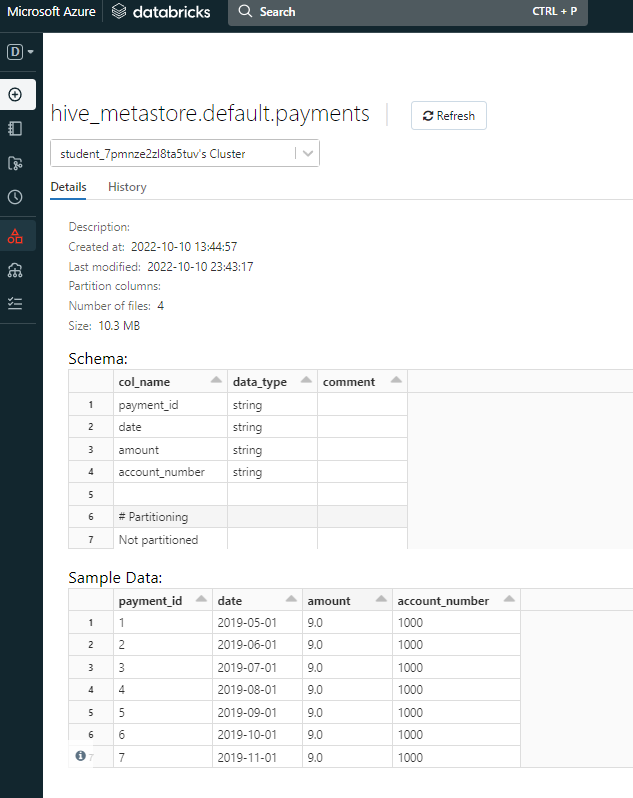 Microsoft Azure databricks Search CTRL + P
D
hive_metastore.default.payments Refresh
student_7pmnze2zl8ta5tuv's Cluster
Details History
Description:
Created at: 2022-10-10 13:44:57
Last modified: 2022-10-10 23:43:17
Partition columns:
Number of files: 4
Size: 10.3 MB
Schema:
col_name data_type comment
1 payment_id string
2 date string
3 amount string
4 account_number string
5
6 # Partitioning
7 Not partitioned
Sample Data:
payment_id date amount account_number
1 1 2019-05-01 9.0 1000
2 2 2019-06-01 9.0 1000
3 3 2019-07-01 9.0 1000
4 4 2019-08-01 9.0 1000
5 5 2019-09-01 9.0 1000
6 6 2019-10-01 9.0 1000
7 7 2019-11-01 9.0 1000